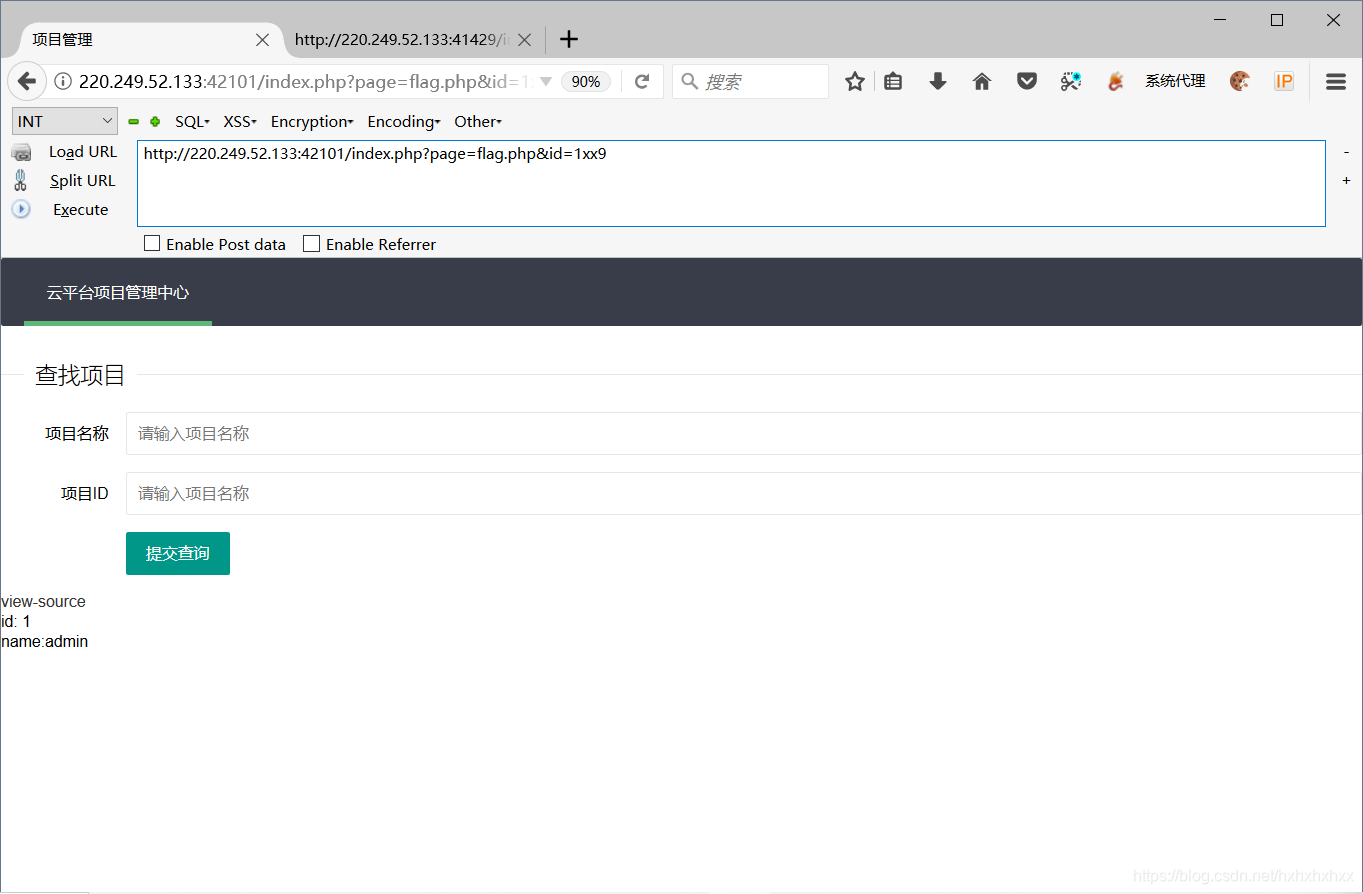 项目管理
http://220.249.52.133:41429/i
220.249.52.133:42101/index.php?page=flag.php&id=1
90%
搜索
系统代理
IP
INT
SQL
XSS
Encryption
Encoding
Other
Load URL
http://220.249.52.133:42101/index.php?page=flag.php&id=1xx9
-
Split URL
+
Execute
Enable Post data
Enable Referrer
云平台项目管理中心
查找项目
项目名称
请输入项目名称
项目ID
请输入项目名称
提交查询
view-source
id: 1
name:admin
https://blog.csdn.net/hxhxhxhxx